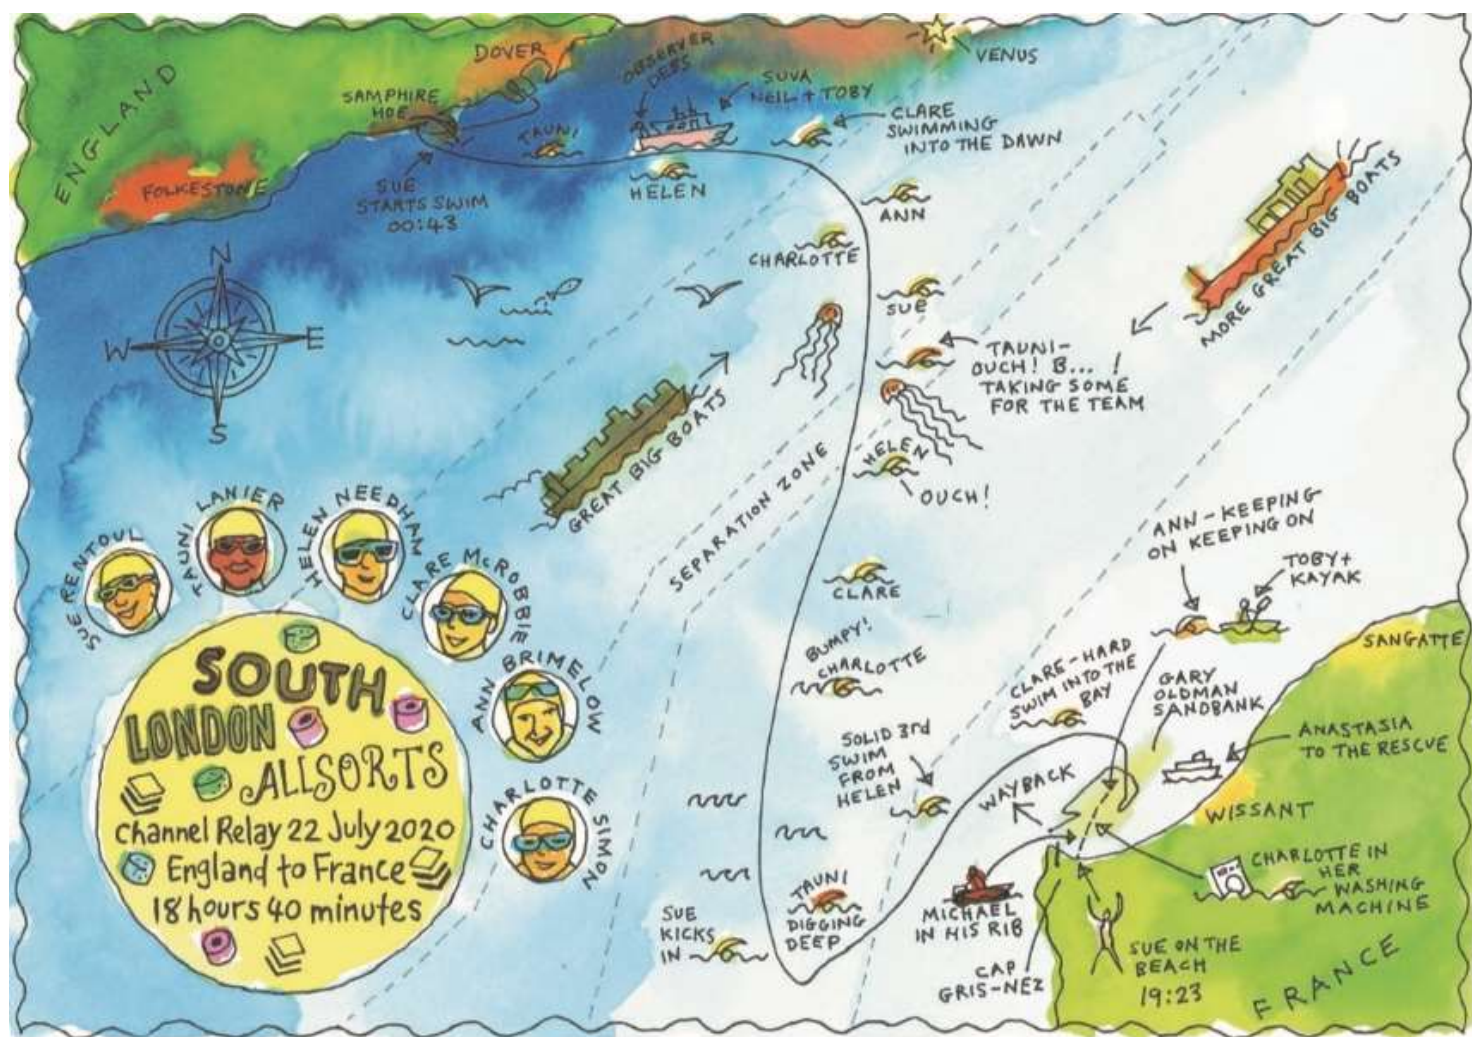 ENGLAND
DOVER
SAMPHIRE
HOE
FOLKESTONE
SUE
STARTS SWIM
00:43
TAUNI
OBSERVER
DEBS
SUVA
NEIL + TOBY
HELEN
VENUS
CLARE
SWIMMING
INTO THE DAWN
ANN
CHARLOTTE
SUE
TAUNI-
OUCH! B... !
TAKING SOME
FOR THE TEAM
HELEN
OUCH!
MORE GREAT BIG BOATS
N
W
E
S
GREAT BIG BOATS
SEPARATION ZONE
CLARE
BUMPY!
CHARLOTTE
SOLID 3rd
SWIM
FROM
HELEN
SUE
KICKS
IN
TAUNI
DIGGING
DEEP
CLARE-HARD
SWIM INTO THE
BAY
ANN-KEEPING
ON KEEPING ON
TOBY+
KAYAK
SANGATTE
GARY
OLDMAN
SANDBANK
ANASTASIA
TO THE RESCUE
WAYBACK
WISSANT
CHARLOTTE IN
HER
WASHING
MACHINE
MICHAEL
IN HIS RIB
CAP
GRIS-NEZ
SUE ON THE
BEACH
19:23
FRANCE
SUE RENTOUL
TAUNI LANIER
HELEN NEEDHAM
CLARE McROBBIE
ANN BRIMELOW
CHARLOTTE SIMON
SOUTH
LONDON
ALLSORTS
Channel Relay 22 July 2020
England to France
18 hours 40 minutes